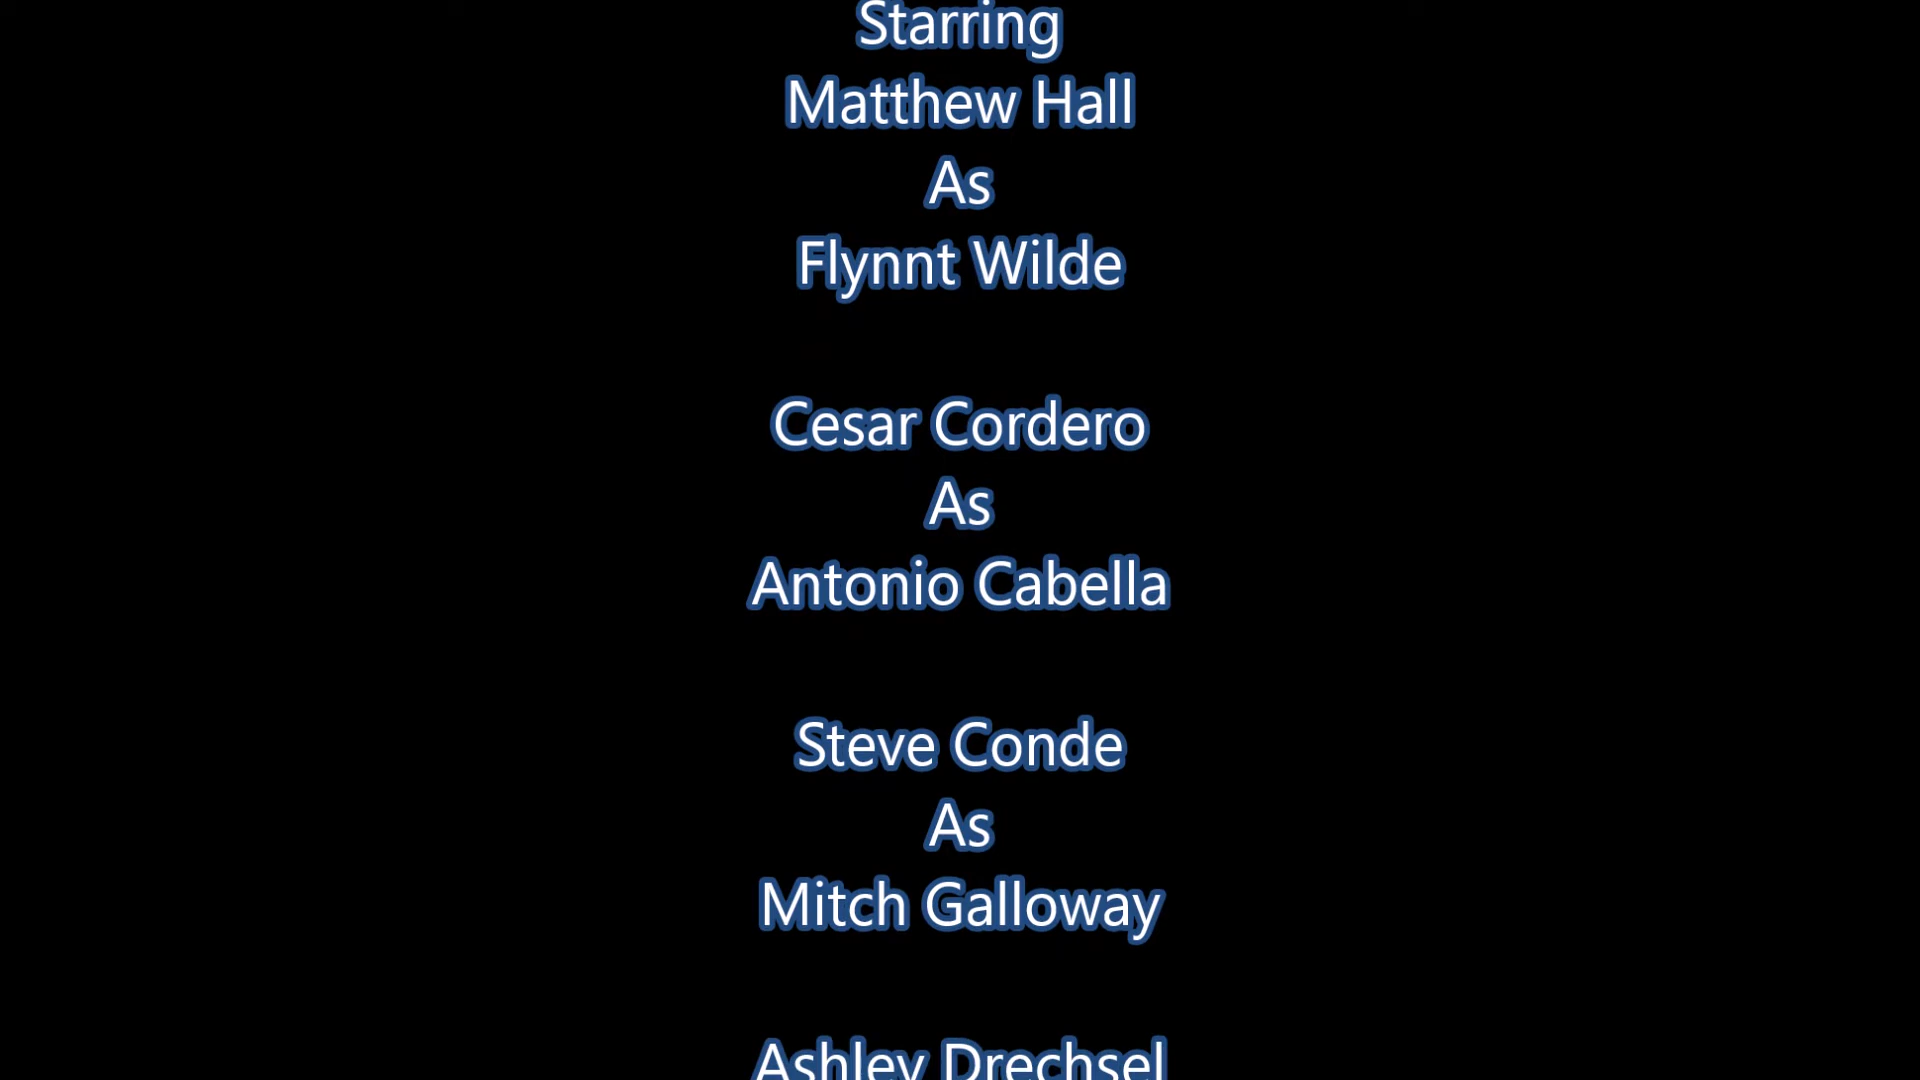 Starring
Matthew Hall
As
Flynnt Wilde
Cesar Cordero
As
Antonio Cabella
Steve Conde
As
Mitch Galloway
Ashley Drechsel